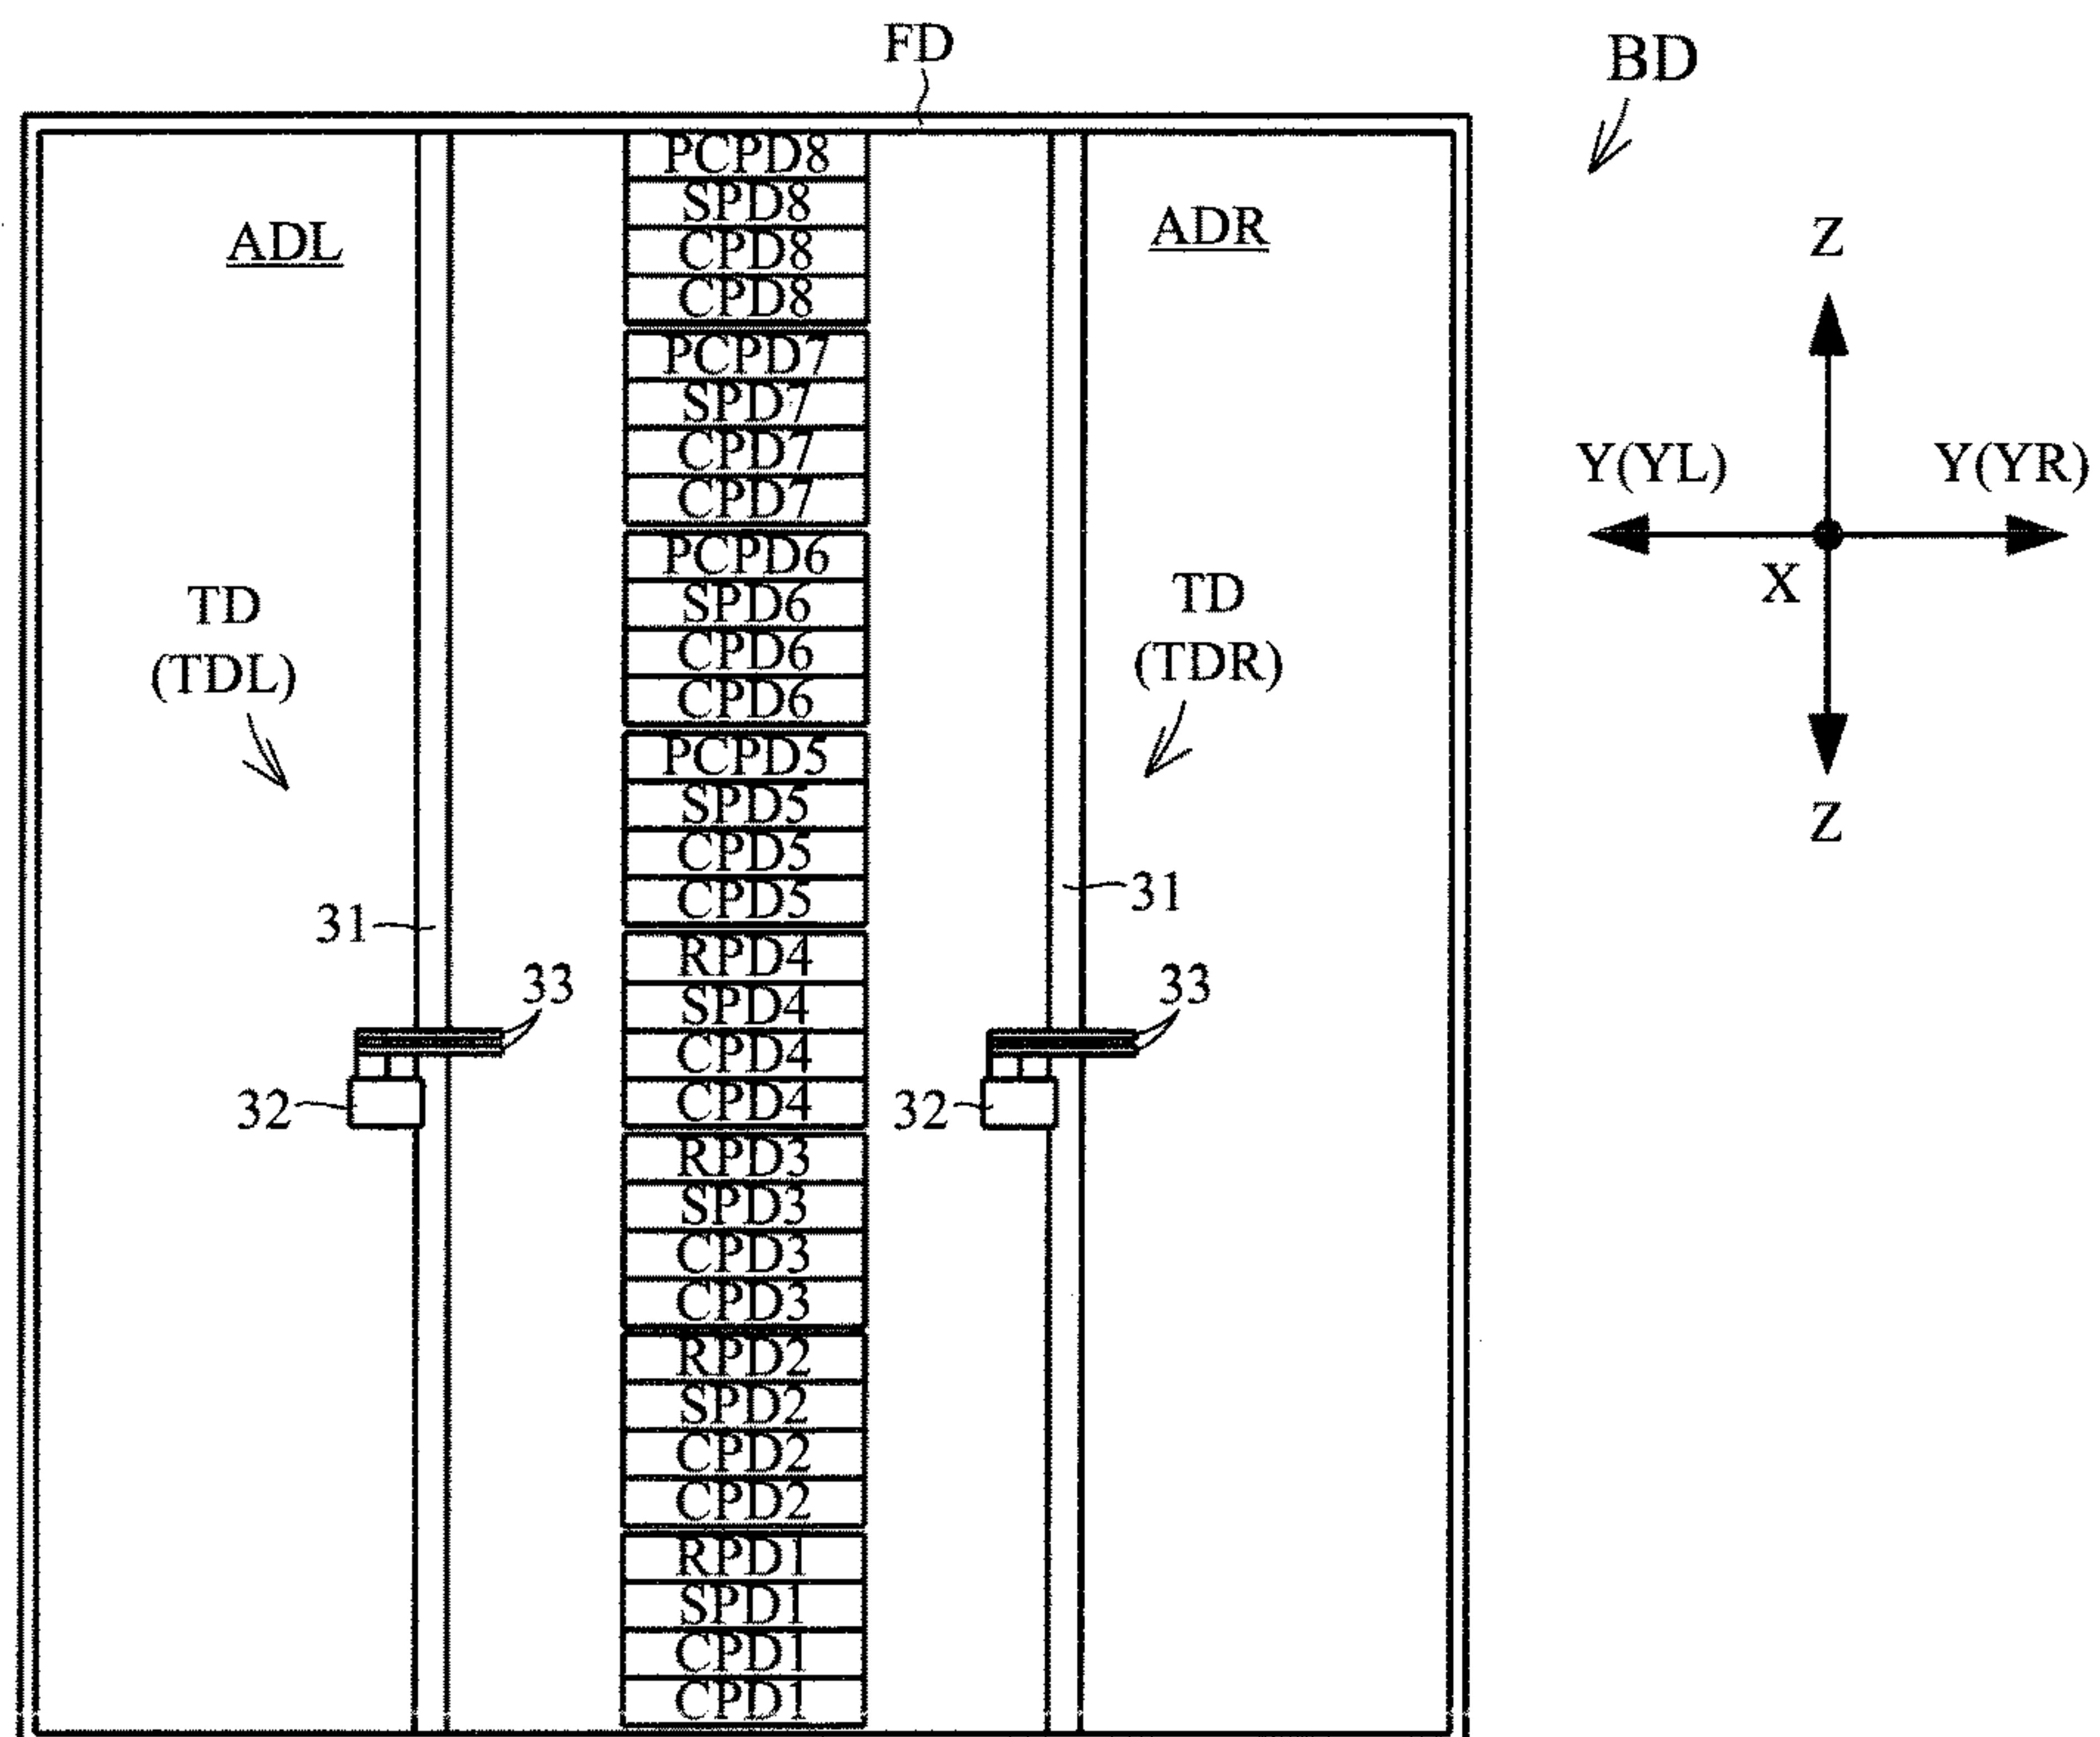 FD
BD
PCPD8
SPD8
CPD8
CPD8
ADL
ADR
PCPD7
SPD7
CPD7
CPD7
Z
Y(YL)
Y(YR)
X
Z
PCPD6
SPD6
CPD6
CPD6
TD
(TDL)
TD
(TDR)
PCPD5
SPD5
CPD5
CPD5
31
31
RPD4
SPD4
CPD4
CPD4
33
33
32
32
RPD3
SPD3
CPD3
CPD3
RPD2
SPD2
CPD2
CPD2
RPD1
SPD1
CPD1
CPD1